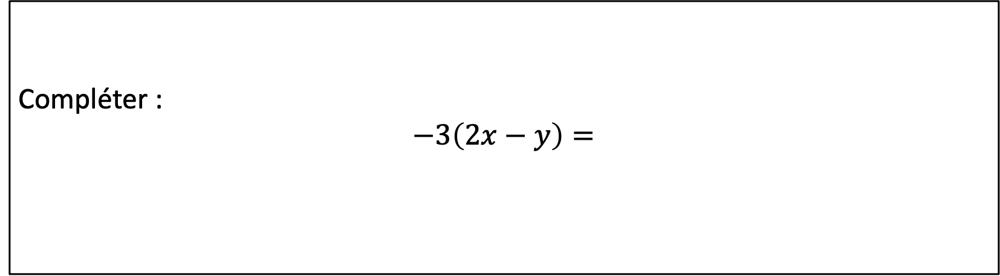 Compléter :
−3(2x − y) =